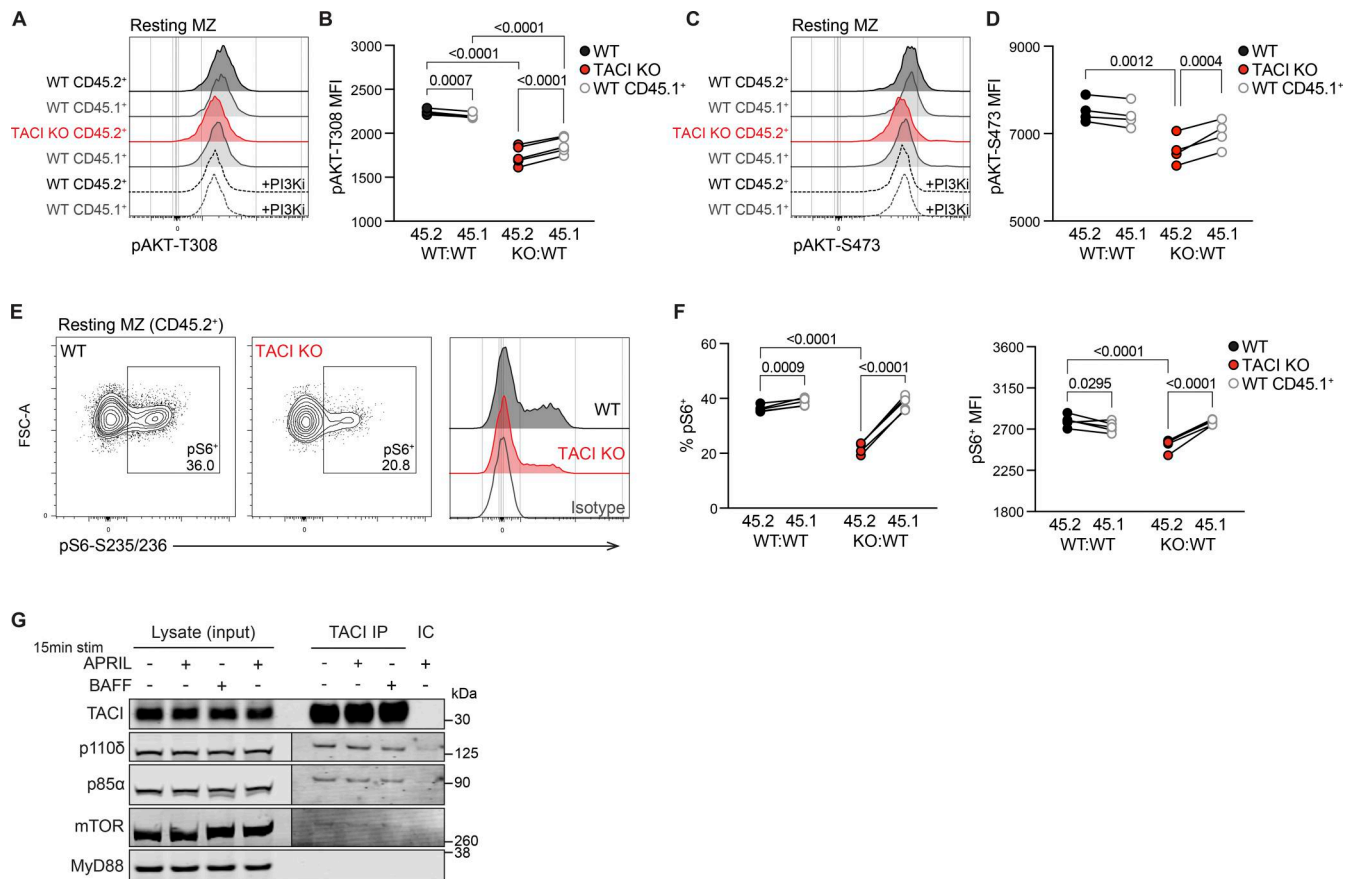 A
Resting MZ
WT CD45.2⁺
WT CD45.1⁺
TACI KO CD45.2⁺
WT CD45.1⁺
WT CD45.2⁺ +PI3Ki
WT CD45.1⁺ +PI3Ki
0
pAKT-T308
B
<0.0001
<0.0001
0.0007 <0.0001
WT
TACI KO
WT CD45.1⁺
pAKT-T308 MFI
3000
2500
2000
1500
1000
45.2 45.1 45.2 45.1
WT:WT KO:WT
C
Resting MZ
WT CD45.2⁺
WT CD45.1⁺
TACI KO CD45.2⁺
WT CD45.1⁺
WT CD45.2⁺ +PI3Ki
WT CD45.1⁺ +PI3Ki
0
pAKT-S473
D
0.0012 0.0004
WT
TACI KO
WT CD45.1⁺
pAKT-S473 MFI
9000
7000
5000
45.2 45.1 45.2 45.1
WT:WT KO:WT
E
Resting MZ (CD45.2⁺)
WT
pS6⁺
36.0
TACI KO
pS6⁺
20.8
WT
TACI KO
Isotype
FSC-A
0 0 0
pS6-S235/236
F
<0.0001
0.0009 <0.0001
% pS6⁺
60
40
20
0
45.2 45.1 45.2 45.1
WT:WT KO:WT
<0.0001
0.0295 <0.0001
WT
TACI KO
WT CD45.1⁺
pS6⁺ MFI
3600
3150
2700
2250
1800
45.2 45.1 45.2 45.1
WT:WT KO:WT
G
Lysate (input) TACI IP IC
15min stim
APRIL - + - + - + - +
BAFF - - + - - - + -
kDa
TACI 30
p110δ 125
p85α 90
mTOR 260
38
MyD88